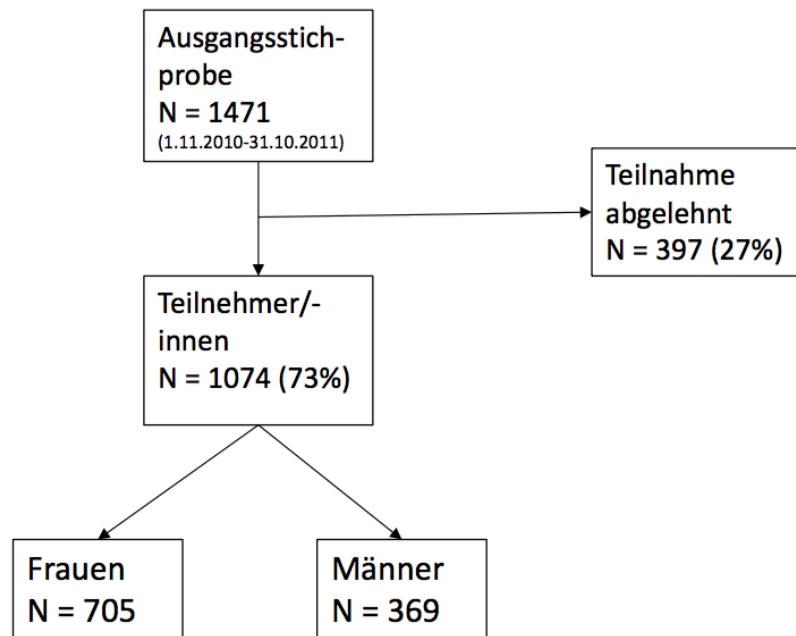 Ausgangsstich-
probe
N = 1471
(1.11.2010-31.10.2011)
Teilnahme
abgelehnt
N = 397 (27%)
Teilnehmer/-
innen
N = 1074 (73%)
Frauen
N = 705
Männer
N = 369